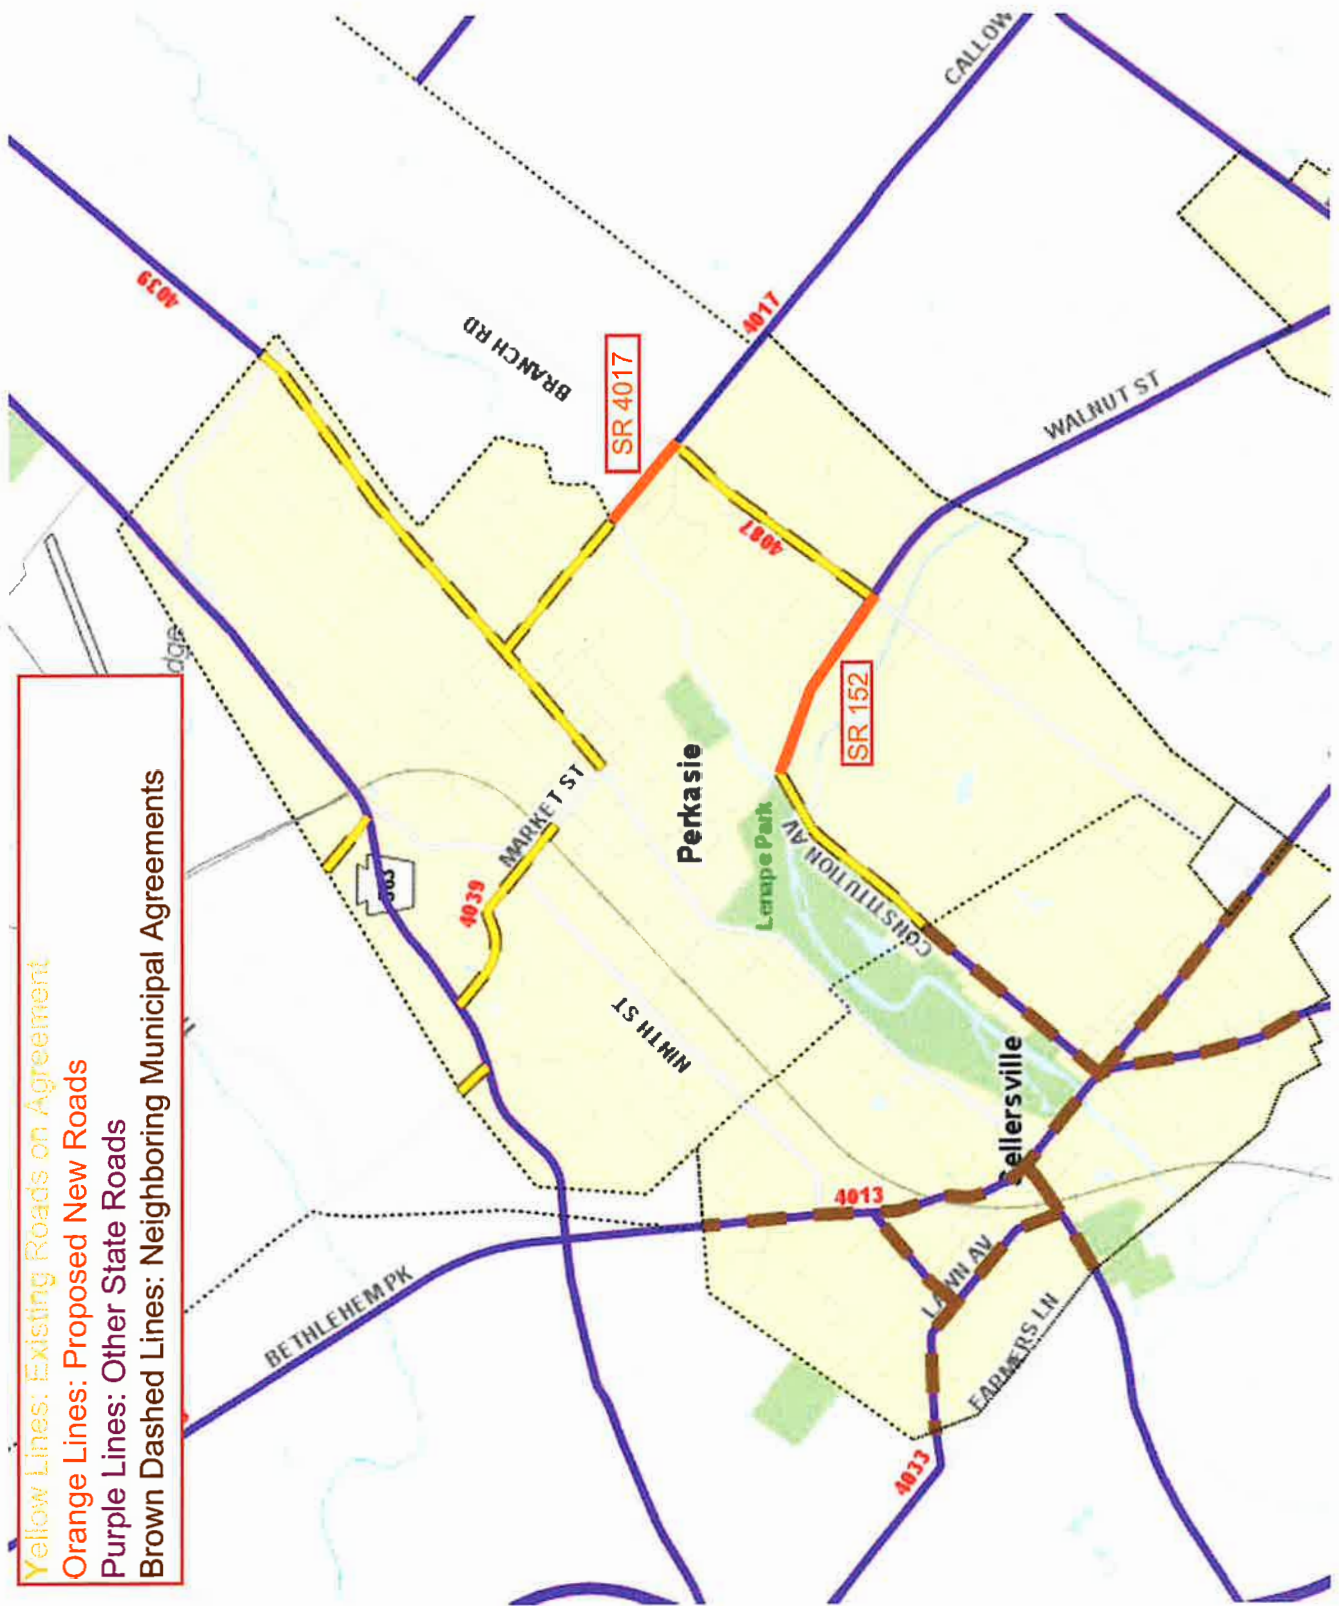 Yellow Lines: Existing Roads on Agreement
Orange Lines: Proposed New Roads
Purple Lines: Other State Roads
Brown Dashed Lines: Neighboring Municipal Agreements
CALLOW
4039
BRANCH RD
4017
SR 4017
WALNUT ST
4087
dge
SR 152
MARKET ST
Perkasie
Lenape Park
4039
CONSTITUTION AV
NINTH ST
ellersville
4013
BETHLEHEM PK
LAWN AV
FARMERS LN
4033